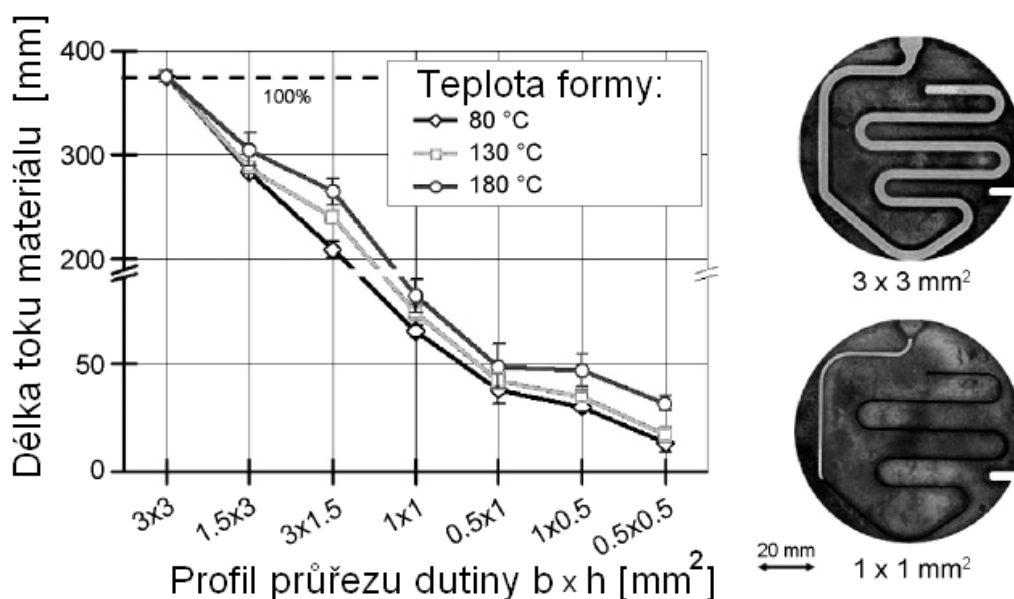 Délka toku materiálu [mm]
400
300
200
50
0
100%
Teplota formy:
80 °C
130 °C
180 °C
3x3
1.5x3
3x1.5
1x1
0.5x1
1x0.5
0.5x0.5
Profil průřezu dutiny b x h [mm²]
3 x 3 mm²
20 mm
1 x 1 mm²